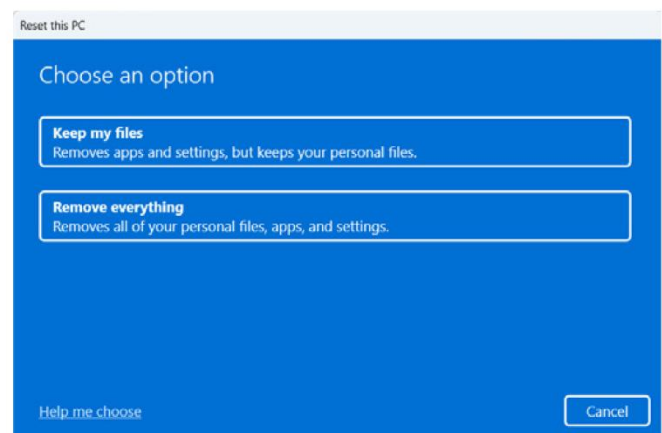 Reset this PC
Choose an option
Keep my files
Removes apps and settings, but keeps your personal files.
Remove everything
Removes all of your personal files, apps, and settings.
Help me choose
Cancel